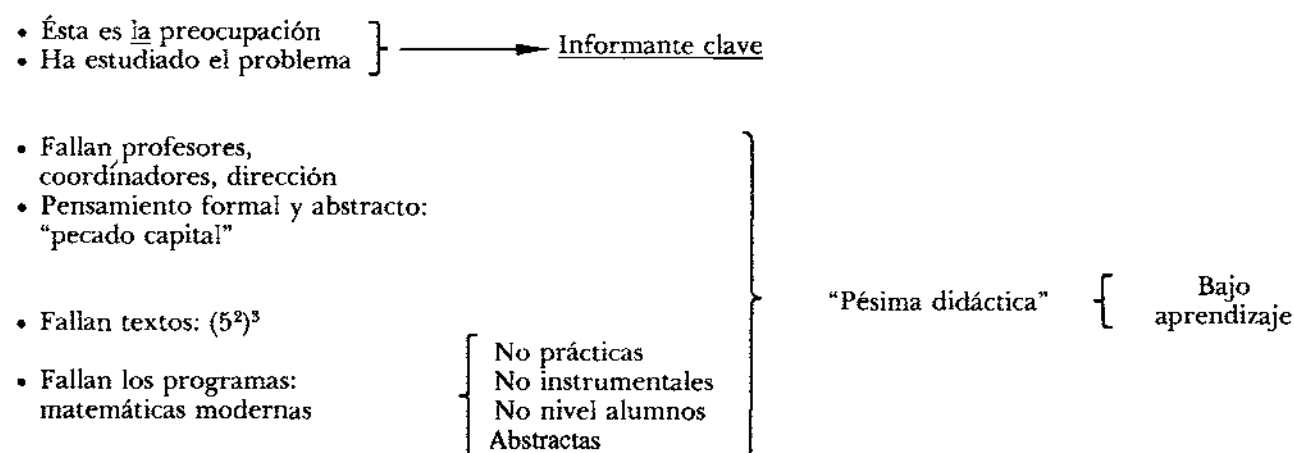 • Ésta es la preocupación
• Ha estudiado el problema
Informante clave
• Fallan profesores,
coordinadores, dirección
• Pensamiento formal y abstracto:
“pecado capital”
• Fallan textos: (5²)³
• Fallan los programas:
matemáticas modernas
No prácticas
No instrumentales
No nivel alumnos
Abstractas
“Pésima didáctica”
Bajo
aprendizaje